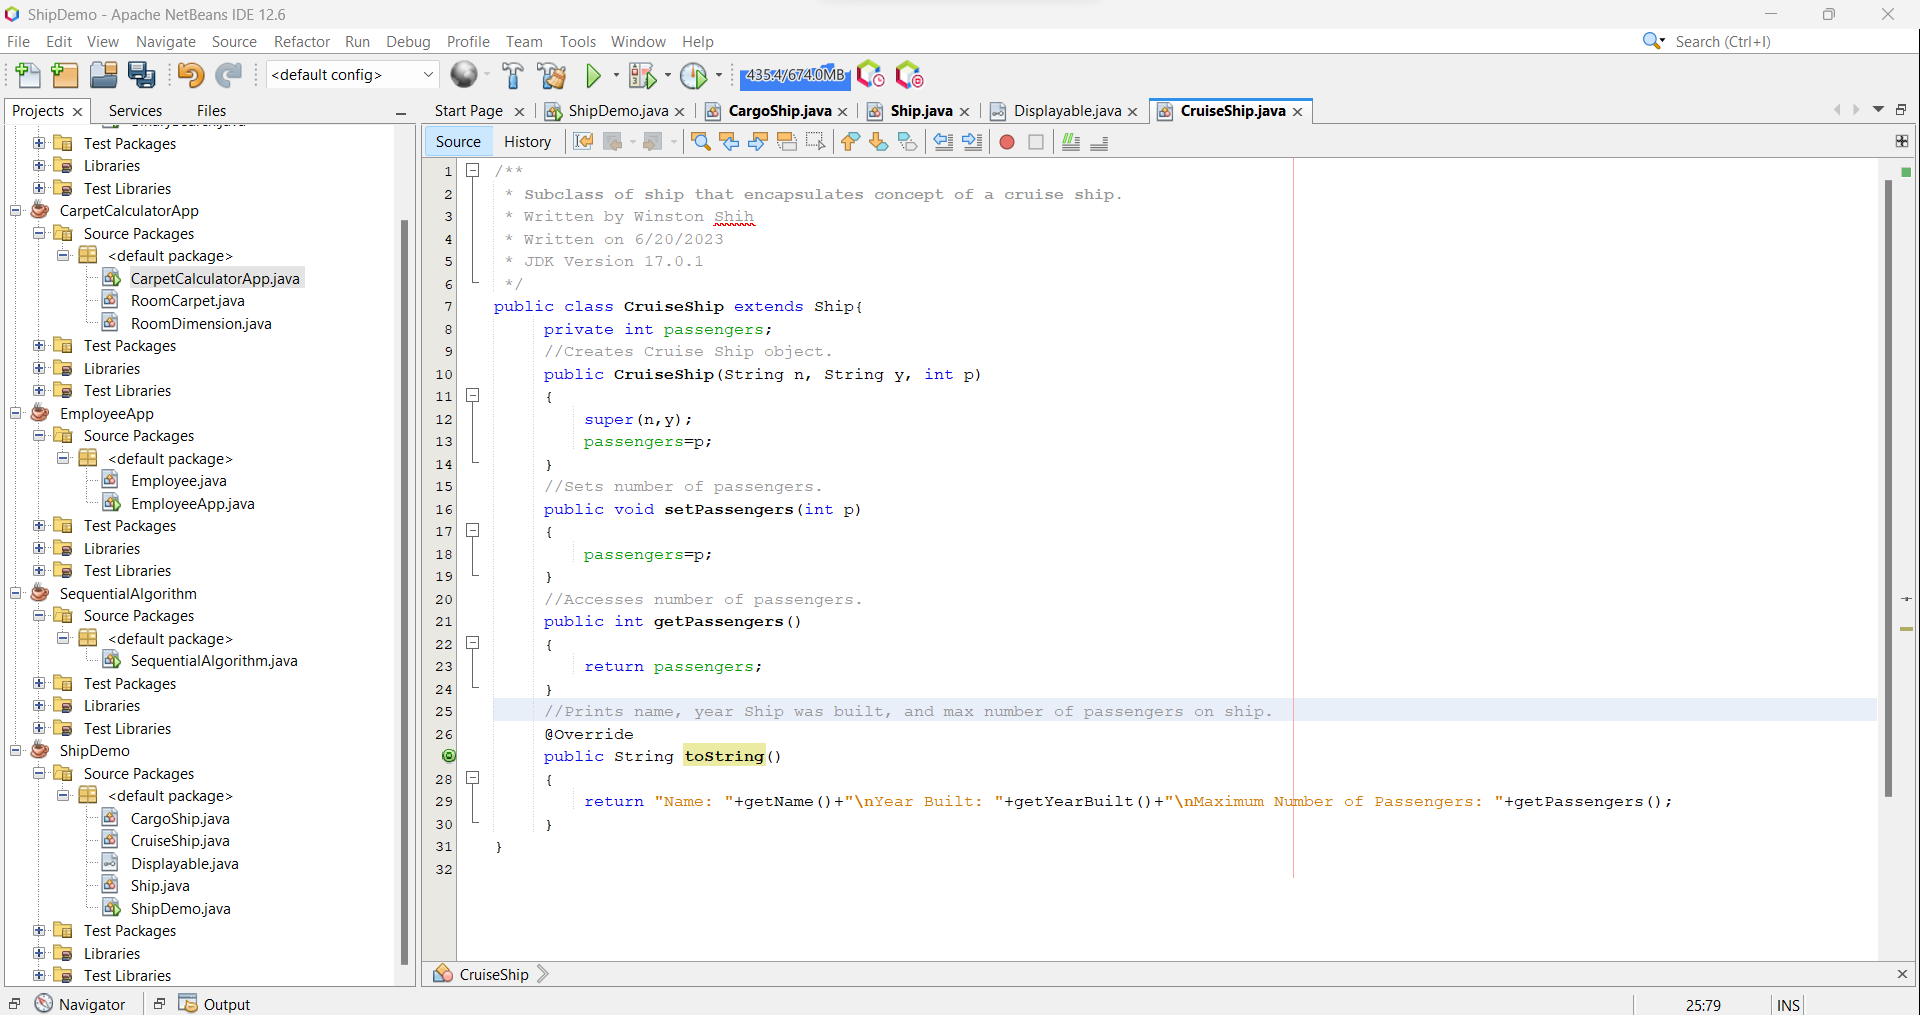 ShipDemo - Apache NetBeans IDE 12.6
File Edit View Navigate Source Refactor Run Debug Profile Team Tools Window Help Search (Ctrl+I)
<default config> 435.4/674.0MB
Projects Services Files
Start Page ShipDemo.java CargoShip.java Ship.java Displayable.java CruiseShip.java
Source History
Test Packages
Libraries
Test Libraries
CarpetCalculatorApp
Source Packages
<default package>
CarpetCalculatorApp.java
RoomCarpet.java
RoomDimension.java
Test Packages
Libraries
Test Libraries
EmployeeApp
Source Packages
<default package>
Employee.java
EmployeeApp.java
Test Packages
Libraries
Test Libraries
SequentialAlgorithm
Source Packages
<default package>
SequentialAlgorithm.java
Test Packages
Libraries
Test Libraries
ShipDemo
Source Packages
<default package>
CargoShip.java
CruiseShip.java
Displayable.java
Ship.java
ShipDemo.java
Test Packages
Libraries
Test Libraries
1 /**
2 * Subclass of ship that encapsulates concept of a cruise ship.
3 * Written by Winston Shih
4 * Written on 6/20/2023
5 * JDK Version 17.0.1
6 */
7 public class CruiseShip extends Ship{
8 private int passengers;
9 //Creates Cruise Ship object.
10 public CruiseShip(String n, String y, int p)
11 {
12 super(n,y);
13 passengers=p;
14 }
15 //Sets number of passengers.
16 public void setPassengers(int p)
17 {
18 passengers=p;
19 }
20 //Accesses number of passengers.
21 public int getPassengers()
22 {
23 return passengers;
24 }
25 //Prints name, year Ship was built, and max number of passengers on ship.
26 @Override
public String toString()
28 {
29 return "Name: "+getName()+"\nYear Built: "+getYearBuilt()+"\nMaximum Number of Passengers: "+getPassengers();
30 }
31 }
32
CruiseShip
Navigator Output 25:79 INS